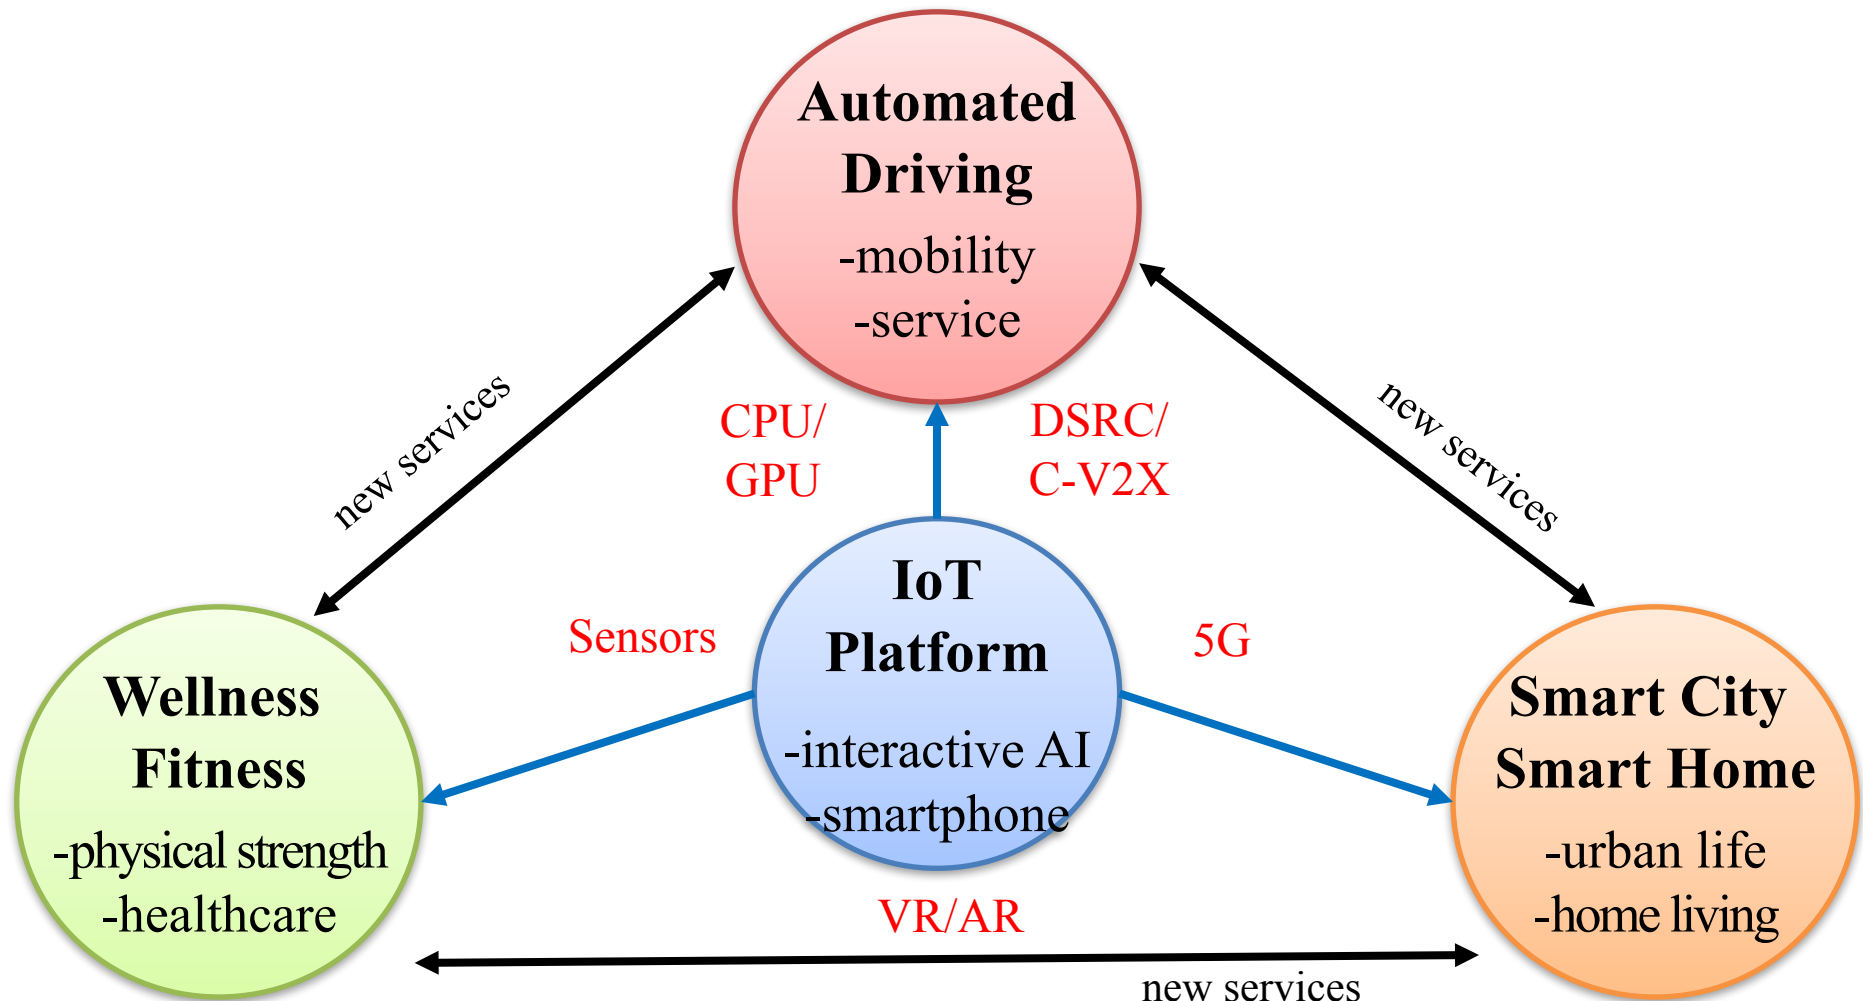 Automated
Driving
-mobility
-service
new services
new services
CPU/
GPU
DSRC/
C-V2X
IoT
Platform
-interactive AI
-smartphone
Sensors
5G
Wellness
Fitness
-physical strength
-healthcare
Smart City
Smart Home
-urban life
-home living
VR/AR
new services